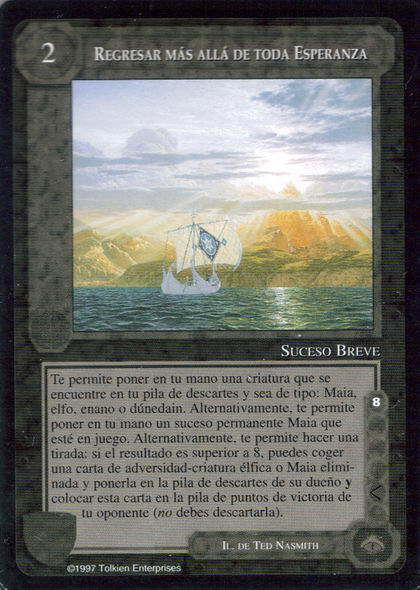 2
REGRESAR MÁS ALLÁ DE TODA ESPERANZA
SUCESO BREVE
Te permite poner en tu mano una criatura que se
encuentre en tu pila de descartes y sea de tipo: Maia,
elfo, enano o dúnedain. Alternativamente, te permite
poner en tu mano un suceso permanente Maia que
esté en juego. Alternativamente, te permite hacer una
tirada: si el resultado es superior a 8, puedes coger
una carta de adversidad-criatura élfica o Maia elimi-
nada y ponerla en la pila de descartes de su dueño y
colocar esta carta en la pila de puntos de victoria de
tu oponente (no debes descartarla).
8
IL. DE TED NASMITH
©1997 Tolkien Enterprises